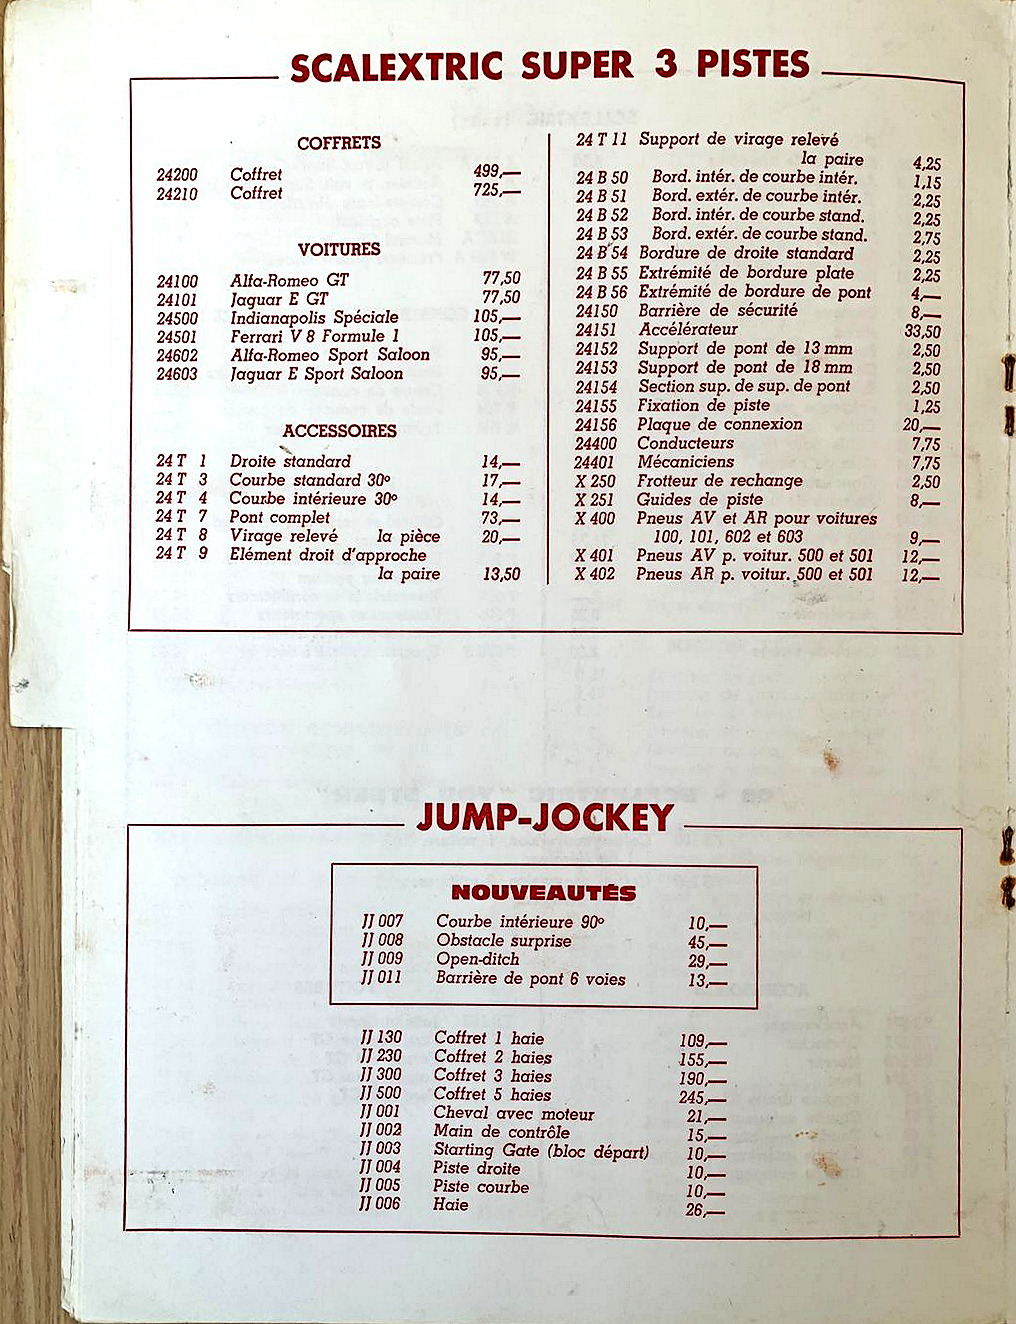 SCALEXTRIC SUPER 3 PISTES
COFFRETS
24200 Coffret 499,—
24210 Coffret 725,—
VOITURES
24100 Alfa-Romeo GT 77,50
24101 Jaguar E GT 77,50
24500 Indianapolis Spéciale 105,—
24501 Ferrari V 8 Formule 1 105,—
24602 Alfa-Romeo Sport Saloon 95,—
24603 Jaguar E Sport Saloon 95,—
ACCESSOIRES
24 T 1 Droite standard 14,—
24 T 3 Courbe standard 30° 17,—
24 T 4 Courbe intérieure 30° 14,—
24 T 7 Pont complet 73,—
24 T 8 Virage relevé la pièce 20,—
24 T 9 Elément droit d'approche
la paire 13,50
24 T 11 Support de virage relevé
la paire 4,25
24 B 50 Bord. intér. de courbe intér. 1,15
24 B 51 Bord. extér. de courbe intér. 2,25
24 B 52 Bord. intér. de courbe stand. 2,25
24 B 53 Bord. extér. de courbe stand. 2,75
24 B 54 Bordure de droite standard 2,25
24 B 55 Extrémité de bordure plate 2,25
24 B 56 Extrémité de bordure de pont 4,—
24150 Barrière de sécurité 8,—
24151 Accélérateur 33,50
24152 Support de pont de 13 mm 2,50
24153 Support de pont de 18 mm 2,50
24154 Section sup. de sup. de pont 2,50
24155 Fixation de piste 1,25
24156 Plaque de connexion 20,—
24400 Conducteurs 7,75
24401 Mécaniciens 7,75
X 250 Frotteur de rechange 2,50
X 251 Guides de piste 8,—
X 400 Pneus AV et AR pour voitures
100, 101, 602 et 603 9,—
X 401 Pneus AV p. voitur. 500 et 501 12,—
X 402 Pneus AR p. voitur. 500 et 501 12,—
JUMP-JOCKEY
NOUVEAUTÉS
JJ 007 Courbe intérieure 90° 10,—
JJ 008 Obstacle surprise 45,—
JJ 009 Open-ditch 29,—
JJ 011 Barrière de pont 6 voies 13,—
JJ 130 Coffret 1 haie 109,—
JJ 230 Coffret 2 haies 155,—
JJ 300 Coffret 3 haies 190,—
JJ 500 Coffret 5 haies 245,—
JJ 001 Cheval avec moteur 21,—
JJ 002 Main de contrôle 15,—
JJ 003 Starting Gate (bloc départ) 10,—
JJ 004 Piste droite 10,—
JJ 005 Piste courbe 10,—
JJ 006 Haie 26,—